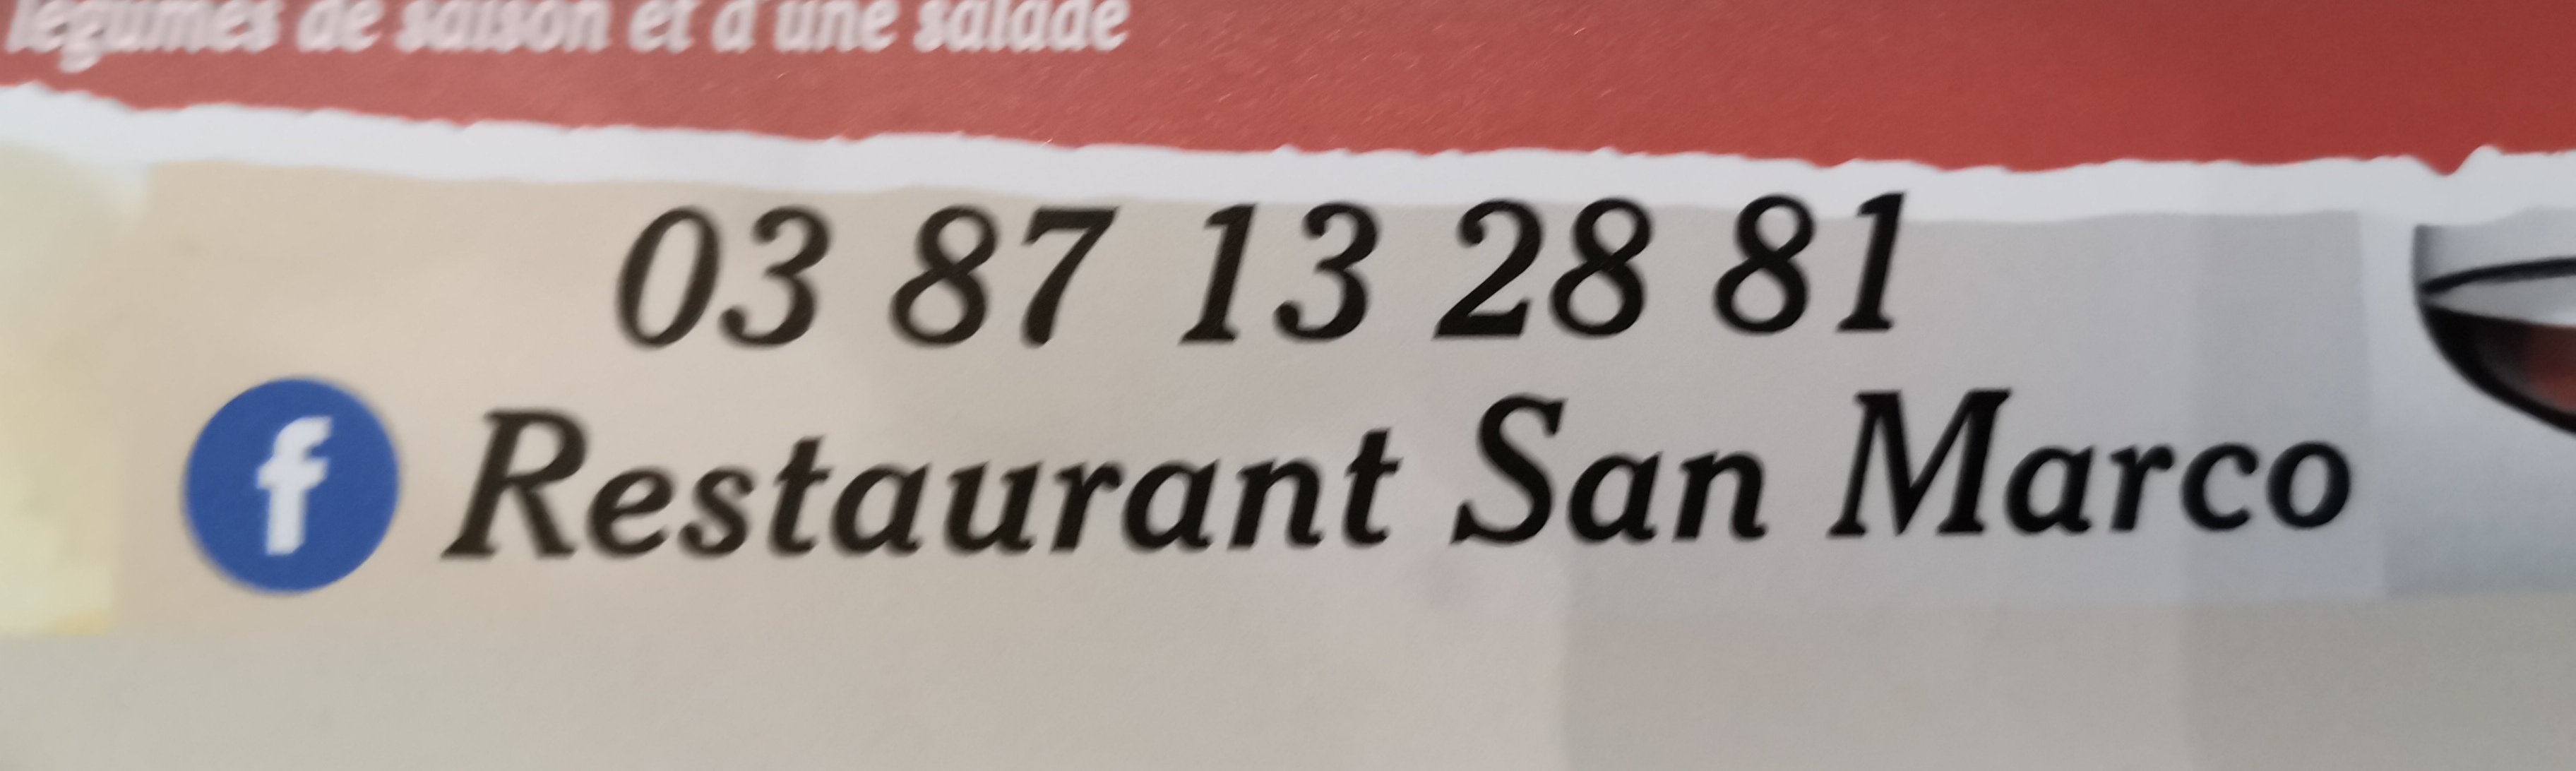 légumes de saison et d'une salade
03 87 13 28 81
f Restaurant San Marco